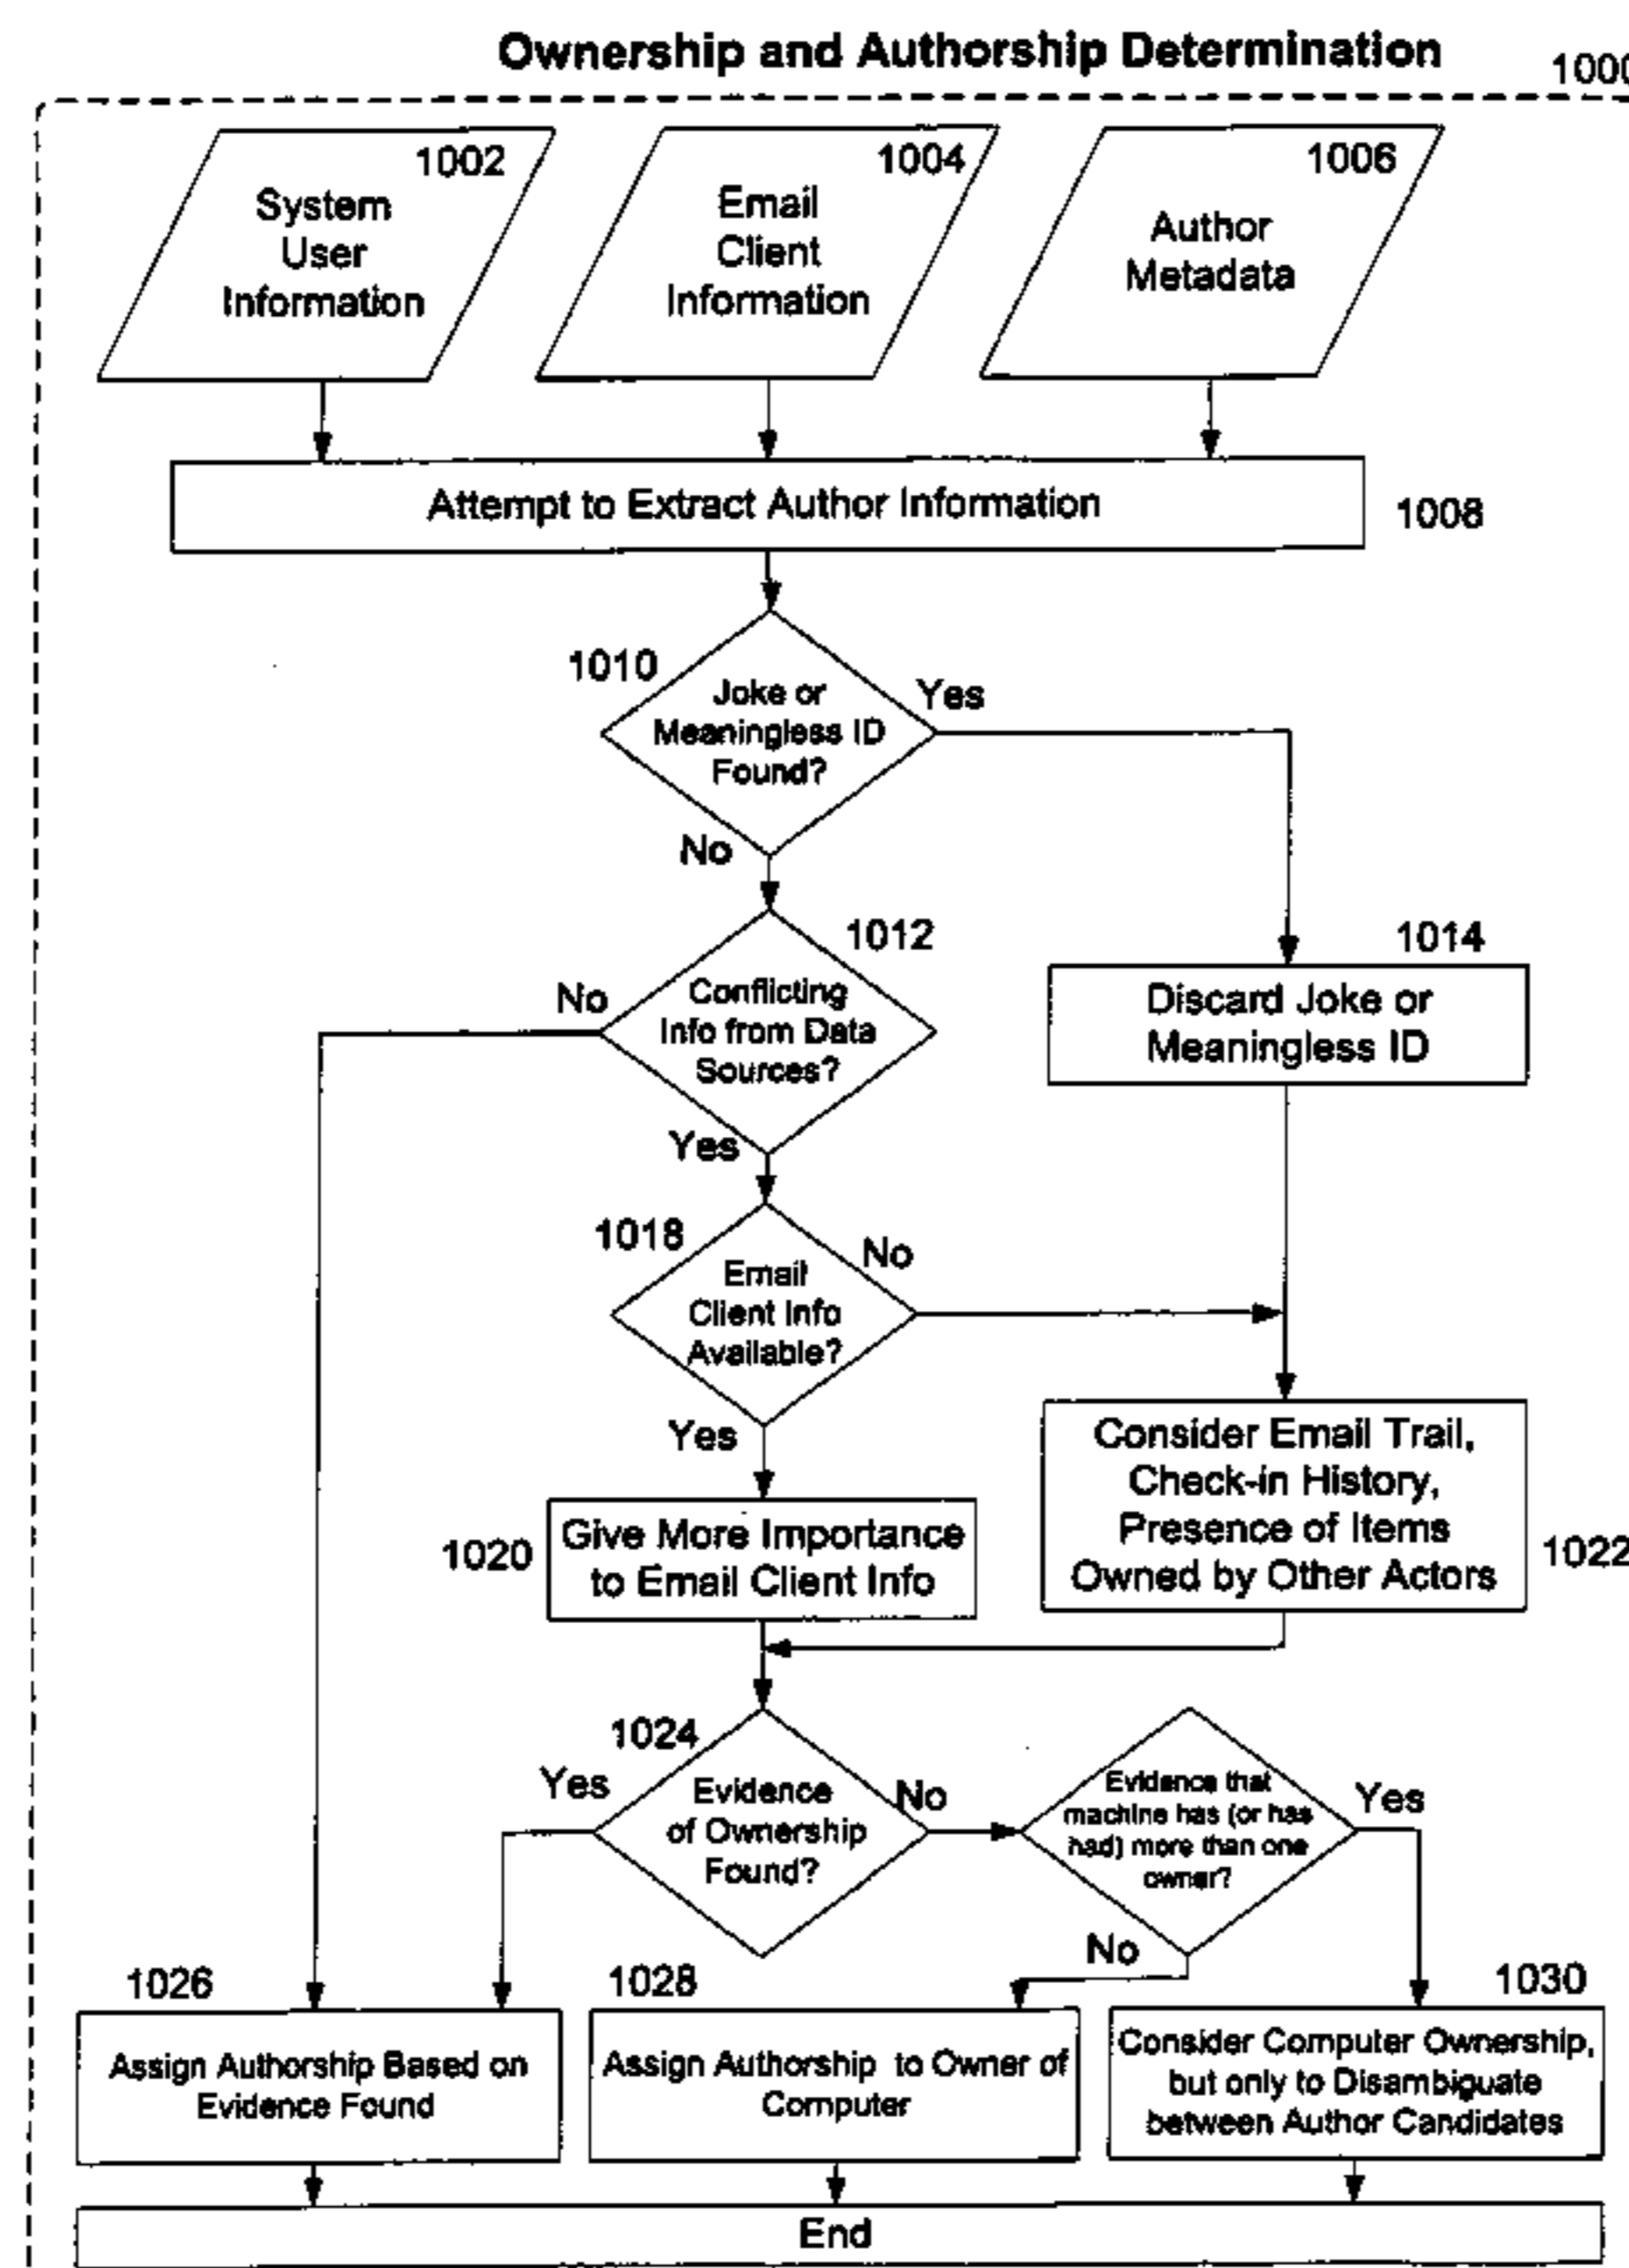 Ownership and Authorship Determination
1000
1002
System
User
Information
1004
Email
Client
Information
1006
Author
Metadata
Attempt to Extract Author Information
1008
1010
Joke or
Meaningless ID
Found?
Yes
No
1012
Conflicting
Info from Data
Sources?
No
Yes
1014
Discard Joke or
Meaningless ID
1018
Email
Client Info
Available?
No
Yes
1020
Give More Importance
to Email Client Info
Consider Email Trail,
Check-in History,
Presence of Items
Owned by Other Actors
1022
1024
Evidence
of Ownership
Found?
Yes
No
Evidence that
machine has (or has
had) more than one
owner?
Yes
No
1026
Assign Authorship Based on
Evidence Found
1028
Assign Authorship to Owner of
Computer
1030
Consider Computer Ownership,
but only to Disambiguate
between Author Candidates
End